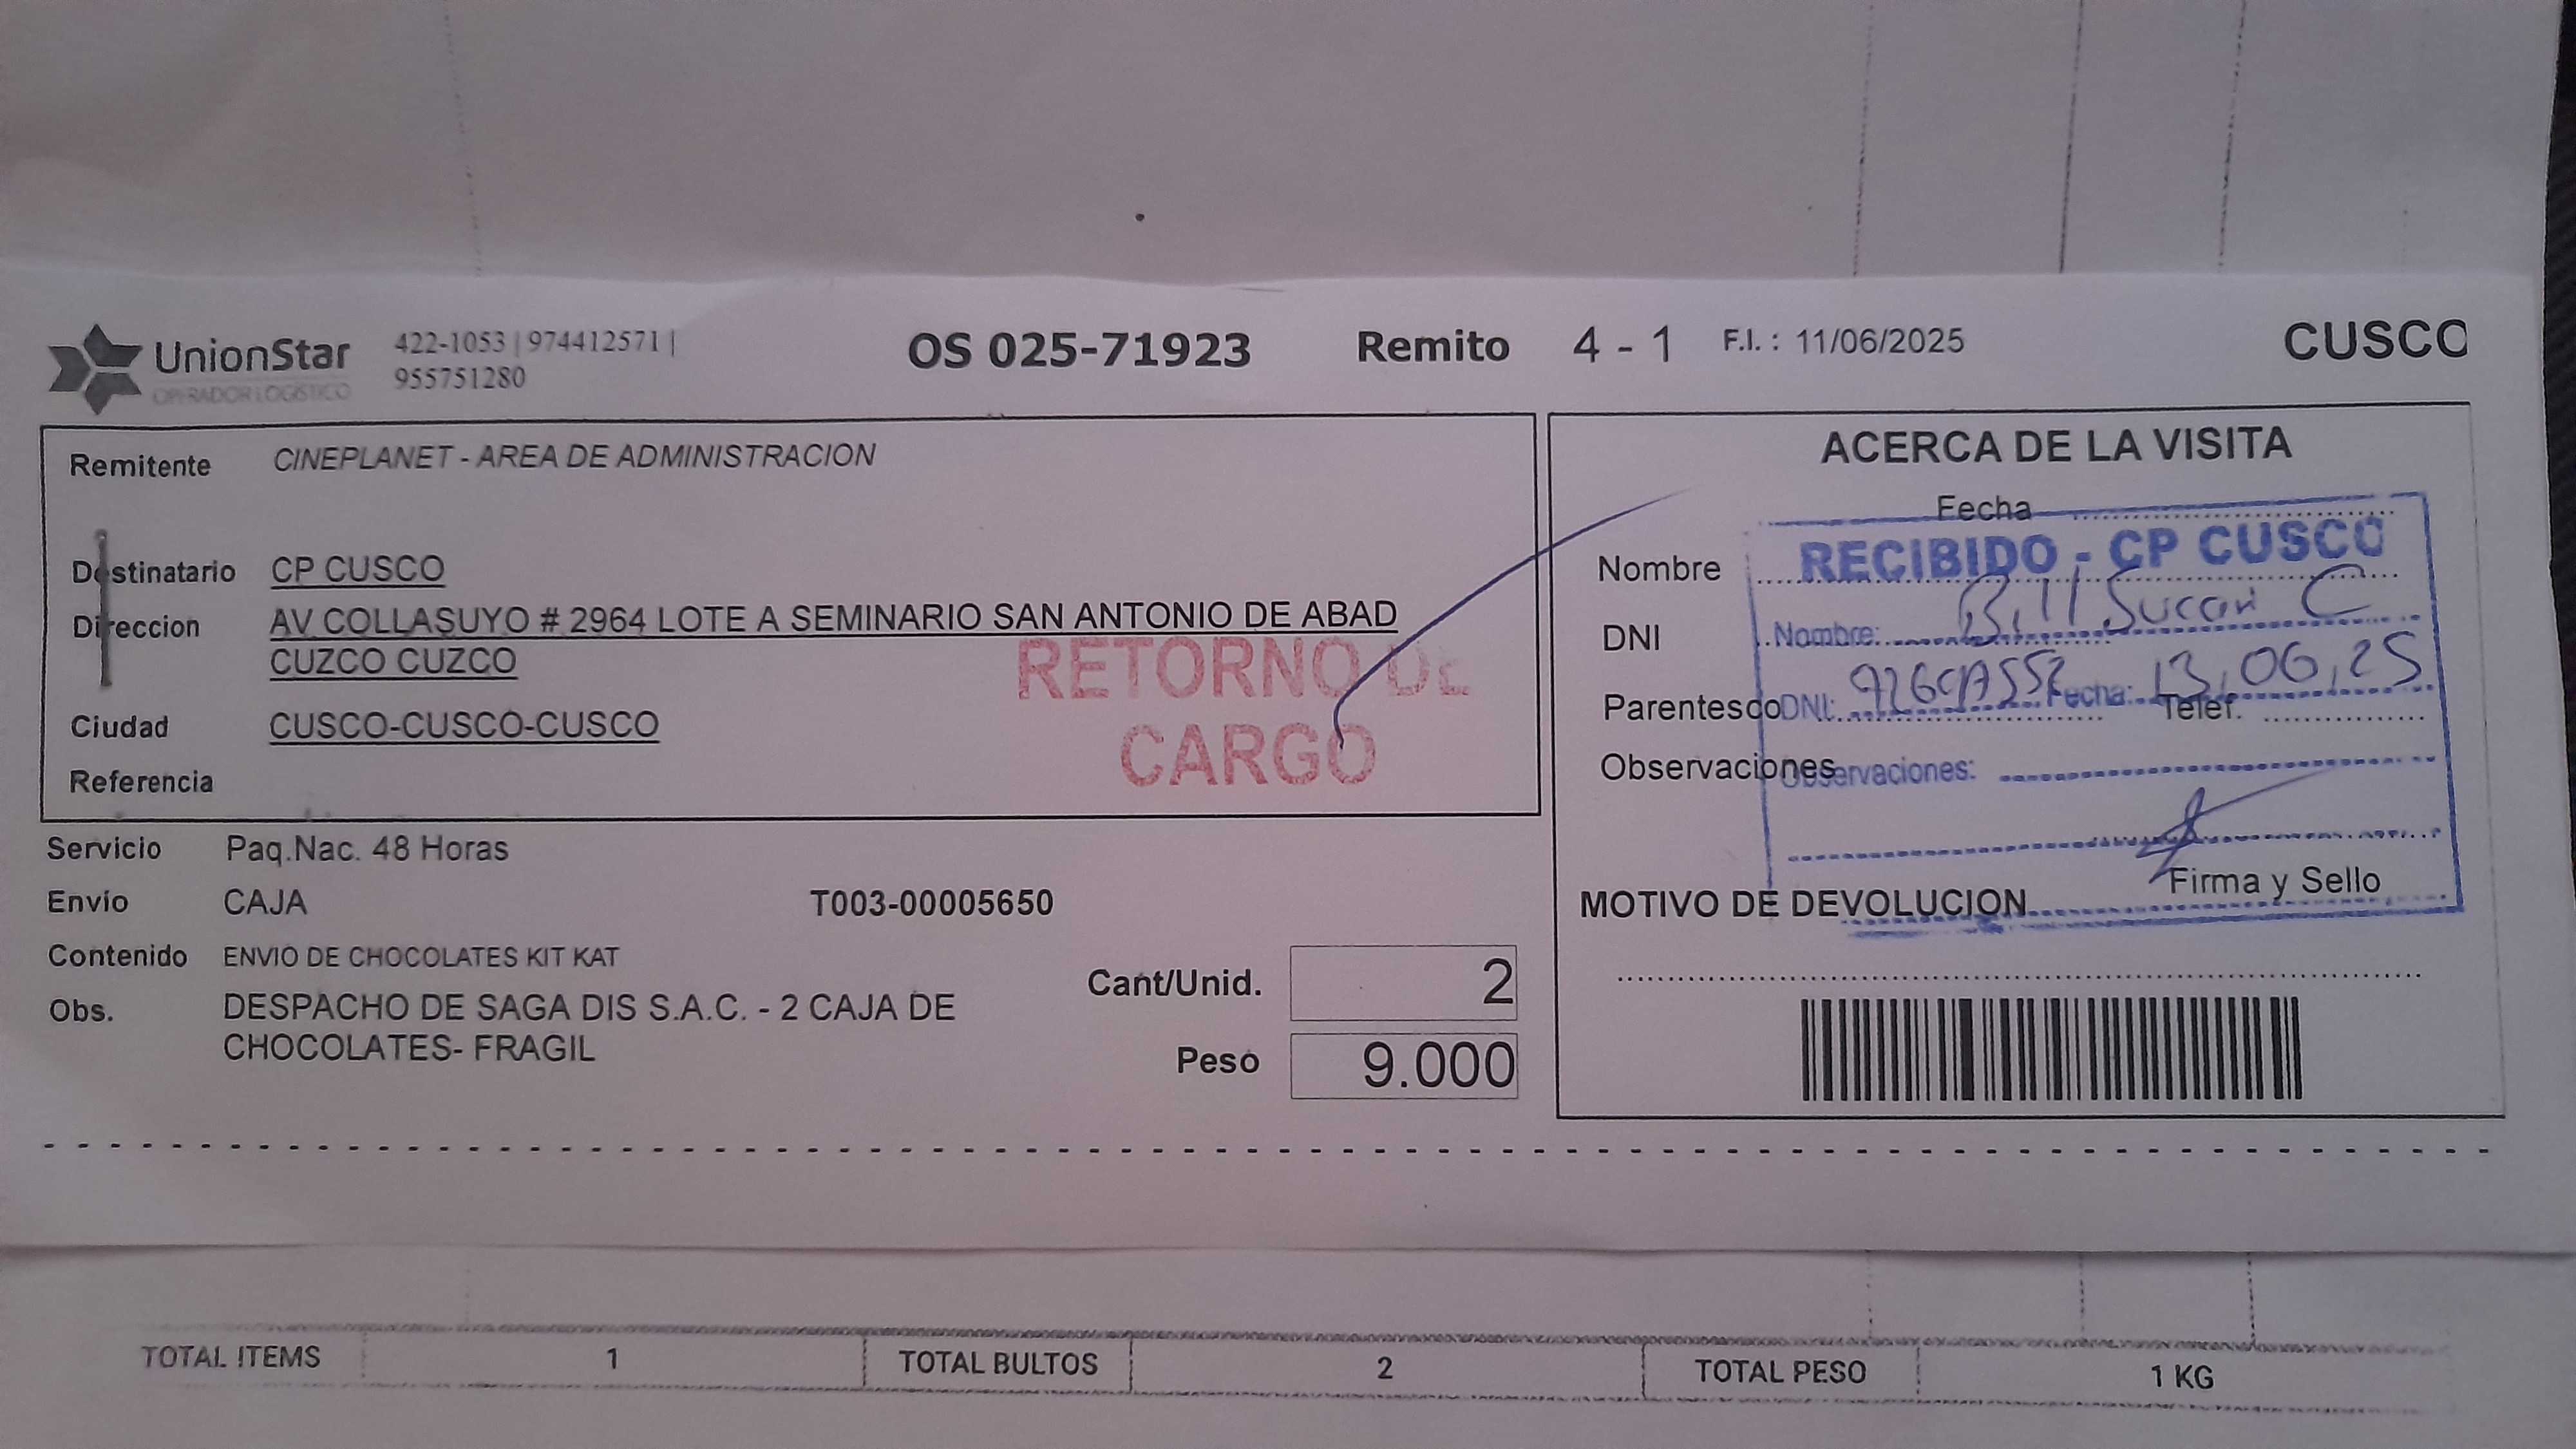 UnionStar
OPERADOR LOGÍSTICO
422-1053 | 974412571 |
955751280
OS 025-71923
Remito 4 - 1
F.I. : 11/06/2025
CUSCO
Remitente CINEPLANET - AREA DE ADMINISTRACION
Destinatario CP CUSCO
Direccion AV COLLASUYO # 2964 LOTE A SEMINARIO SAN ANTONIO DE ABAD
CUZCO CUZCO
Ciudad CUSCO-CUSCO-CUSCO
Referencia
RETORNO DE
CARGO
Servicio Paq.Nac. 48 Horas
Envío CAJA T003-00005650
Contenido ENVIO DE CHOCOLATES KIT KAT
Obs. DESPACHO DE SAGA DIS S.A.C. - 2 CAJA DE
CHOCOLATES- FRAGIL
Cant/Unid. 2
Peso 9.000
ACERCA DE LA VISITA
Fecha
Nombre
DNI
Parentesco Telef.
Observaciones
RECIBIDO - CP CUSCO
Nombre: Bill C
DNI: Fecha: 13,06,25
Observaciones:
Firma y Sello
MOTIVO DE DEVOLUCION
TOTAL ITEMS 1 TOTAL BULTOS 2 TOTAL PESO 1 KG